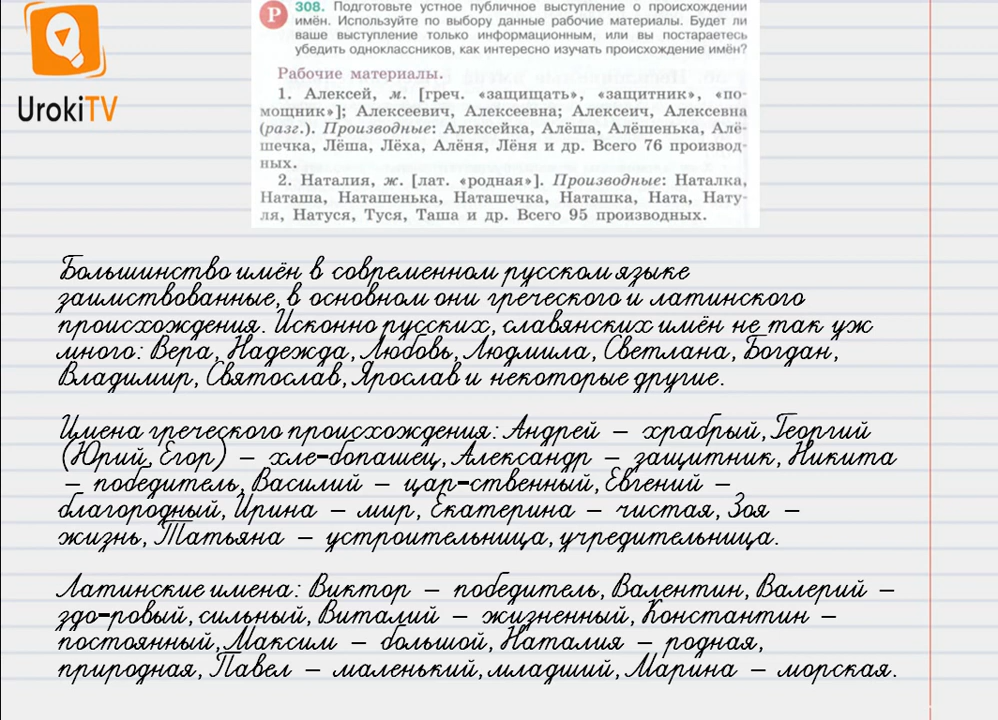 UrokiTV
Р
308. Подготовьте устное публичное выступление о происхождении
имён. Используйте по выбору данные рабочие материалы. Будет ли
ваше выступление только информационным, или вы постараетесь
убедить одноклассников, как интересно изучать происхождение имён?
Рабочие материалы.
1. Алексей, м. [греч. «защищать», «защитник», «по-
мощник»]; Алексеевич, Алексеевна; Алексеич, Алексевна
(разг.). Производные: Алексейка, Алёша, Алёшенька, Алё-
шечка, Лёша, Лёха, Алёня, Лёня и др. Всего 76 производ-
ных.
2. Наталия, ж. [лат. «родная»]. Производные: Наталка,
Наташа, Наташенька, Наташечка, Наташка, Ната, Нату-
ля, Натуся, Туся, Таша и др. Всего 95 производных.
Большинство имён в современном русском языке
заимствованные, в основном они греческого и латинского
происхождения. Исконно русских, славянских имён не так уж
много: Вера, Надежда, Любовь, Людмила, Светлана, Богдан,
Владимир, Святослав, Ярослав и некоторые другие.
Имена греческого происхождения: Андрей – храбрый, Георгий
(Юрий, Егор) – хле-бопашец, Александр – защитник, Никита
– победитель, Василий – цар-ственный, Евгений –
благородный, Ирина – мир, Екатерина – чистая, Зоя –
жизнь, Татьяна – устроительница, учредительница.
Латинские имена: Виктор – победитель, Валентин, Валерий –
здо-ровый, сильный, Виталий – жизненный, Константин –
постоянный, Максим – большой, Наталия – родная,
природная, Павел – маленький, младший, Марина – морская.